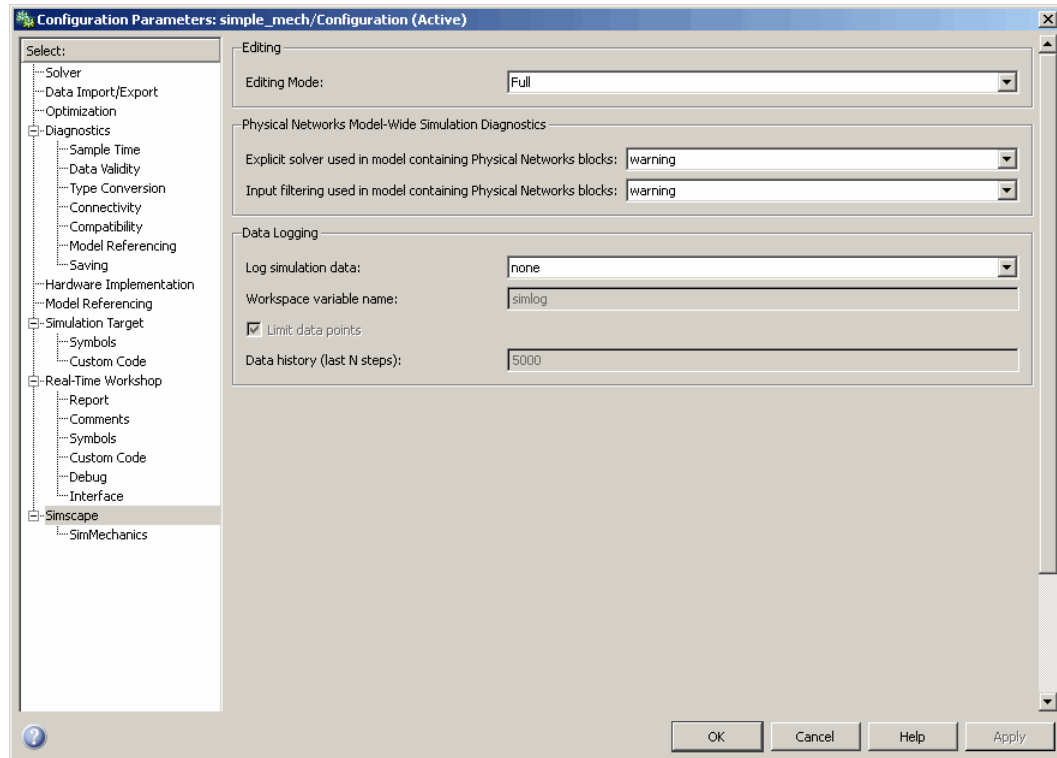 Configuration Parameters: simple_mech/Configuration (Active)
Select:
Solver
Data Import/Export
Optimization
Diagnostics
Sample Time
Data Validity
Type Conversion
Connectivity
Compatibility
Model Referencing
Saving
Hardware Implementation
Model Referencing
Simulation Target
Symbols
Custom Code
Real-Time Workshop
Report
Comments
Symbols
Custom Code
Debug
Interface
Simscape
SimMechanics
Editing
Editing Mode: Full
Physical Networks Model-Wide Simulation Diagnostics
Explicit solver used in model containing Physical Networks blocks: warning
Input filtering used in model containing Physical Networks blocks: warning
Data Logging
Log simulation data: none
Workspace variable name: simlog
Limit data points
Data history (last N steps): 5000
OK Cancel Help Apply